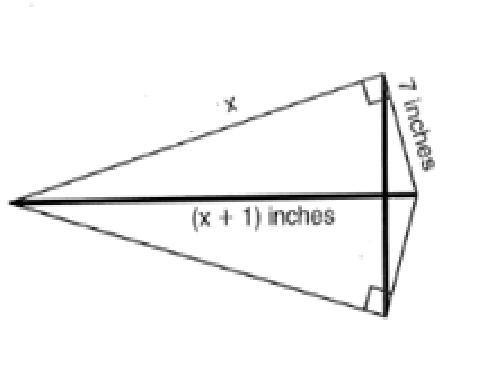 x
7 inches
(x + 1) inches